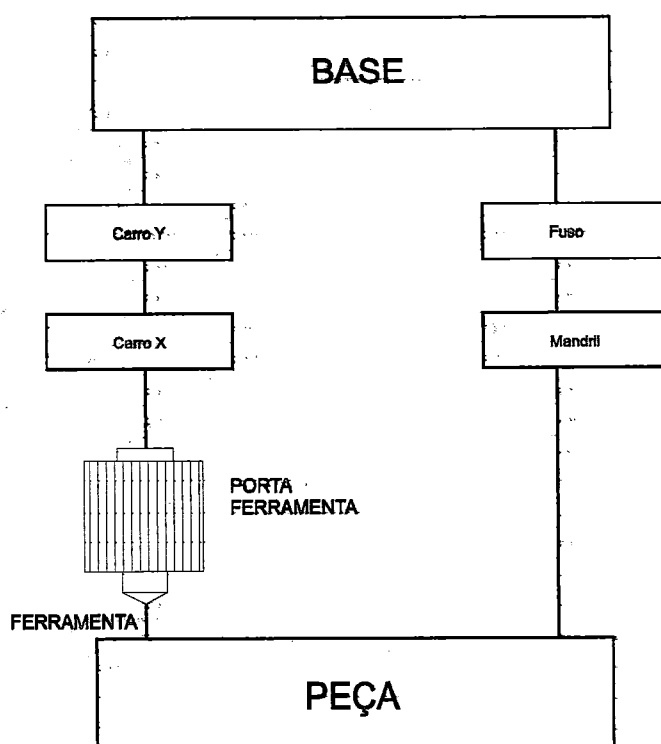 BASE
Carro Y
Fuso
Carro X
Mandril
PORTA
FERRAMENTA
FERRAMENTA
PEÇA